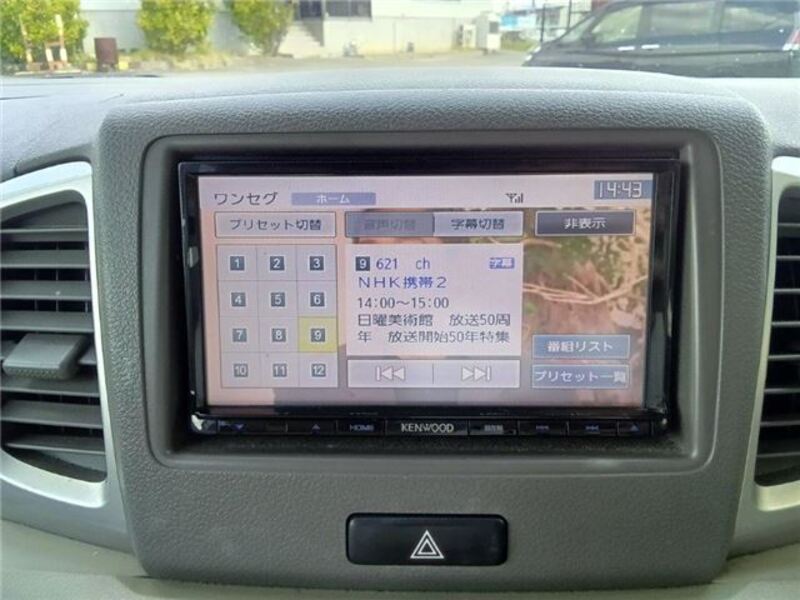 ワンセグ ホーム 14:43
プリセット切替 音声切替 字幕切替 非表示
1 2 3
4 5 6
7 8 9
10 11 12
9 621 ch 字幕
NHK携帯2
14:00～15:00
日曜美術館 放送50周
年 放送開始50年特集
番組リスト
プリセット一覧
HOME KENWOOD